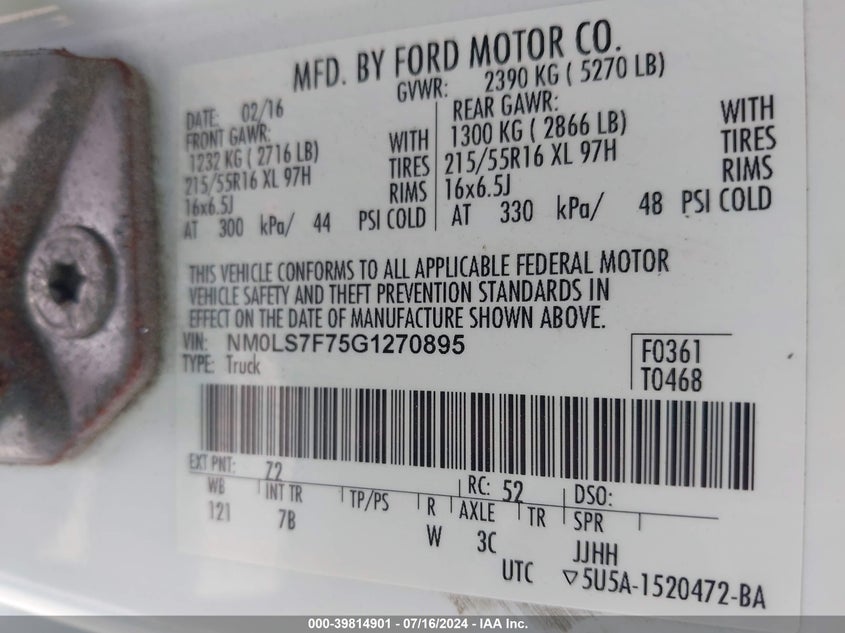 MFD. BY FORD MOTOR CO.
DATE: 02/16 GVWR: 2390 KG ( 5270 LB)
FRONT GAWR: REAR GAWR:
1232 KG ( 2716 LB) WITH 1300 KG ( 2866 LB) WITH
215/55R16 XL 97H TIRES 215/55R16 XL 97H TIRES
16x6.5J RIMS 16x6.5J RIMS
AT 300 kPa/ 44 PSI COLD AT 330 kPa/ 48 PSI COLD
THIS VEHICLE CONFORMS TO ALL APPLICABLE FEDERAL MOTOR
VEHICLE SAFETY AND THEFT PREVENTION STANDARDS IN
EFFECT ON THE DATE OF MANUFACTURE SHOWN ABOVE.
VIN: NM0LS7F75G1270895 F0361
TYPE: Truck T0468
EXT PNT: 72 RC: 52 DSO:
WB INT TR TP/PS R AXLE TR SPR
121 7B W 3C JJHH
UTC ▽5U5A-1520472-BA
000-39814901 - 07/16/2024 - IAA Inc.